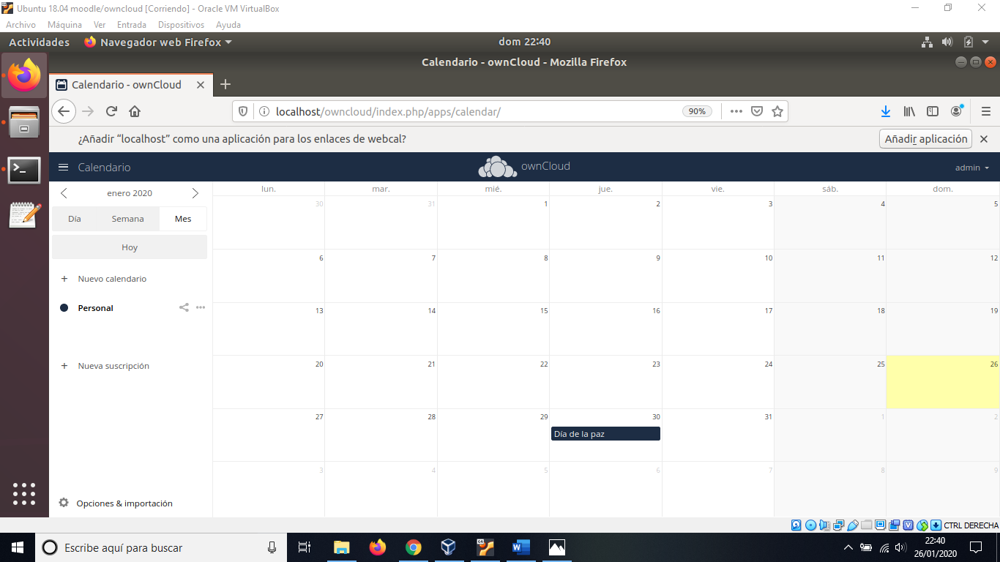 Ubuntu 18.04 moodle/owncloud [Corriendo] - Oracle VM VirtualBox
Archivo Máquina Ver Entrada Dispositivos Ayuda
Actividades Navegador web Firefox dom 22:40
Calendario - ownCloud - Mozilla Firefox
Calendario - ownCloud
localhost/owncloud/index.php/apps/calendar/ 90%
¿Añadir “localhost” como una aplicación para los enlaces de webcal? Añadir aplicación
Calendario ownCloud admin
enero 2020
Día Semana Mes
Hoy
+ Nuevo calendario
Personal
+ Nueva suscripción
Opciones & importación
lun. mar. mié. jue. vie. sáb. dom.
30 31 1 2 3 4 5
6 7 8 9 10 11 12
13 14 15 16 17 18 19
20 21 22 23 24 25 26
27 28 29 30 31 1 2
Día de la paz
3 4 5 6 7 8 9
CTRL DERECHA
Escribe aquí para buscar
22:40
26/01/2020